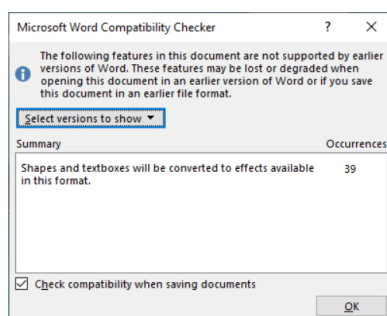 Microsoft Word Compatibility Checker ? ×
The following features in this document are not supported by earlier
versions of Word. These features may be lost or degraded when
opening this document in an earlier version of Word or if you save
this document in an earlier file format.
Select versions to show
Summary Occurrences
Shapes and textboxes will be converted to effects available 39
in this format.
Check compatibility when saving documents
OK